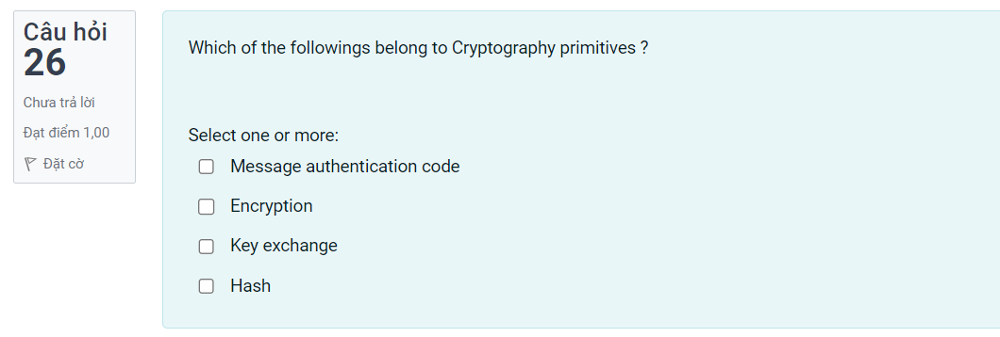 Câu hỏi
26
Chưa trả lời
Đạt điểm 1,00
Đặt cờ
Which of the followings belong to Cryptography primitives ?
Select one or more:
Message authentication code
Encryption
Key exchange
Hash